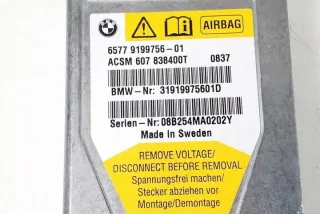 BMW
AIRBAG
6577 9199756-01
ACSM 607 838400T 0837
BMW-Nr: 31919975601D
Serien-Nr: 08B254MA0202Y
Made in Sweden
REMOVE VOLTAGE/
DISCONNECT BEFORE REMOVAL
Spannungsfrei machen/
Stecker abziehen vor
Montage/Demontage